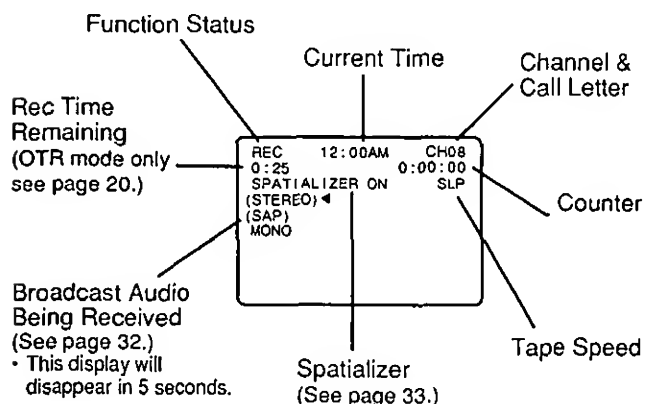 Function Status
Current Time
Channel &
Call Letter
Rec Time
Remaining
(OTR mode only
see page 20.)
REC 12:00AM CH08
0:25 0:00:00
SPATIALIZER ON SLP
(STEREO) ◄
(SAP)
MONO
Counter
Broadcast Audio
Being Received
(See page 32.)
• This display will
disappear in 5 seconds.
Spatializer
(See page 33.)
Tape Speed